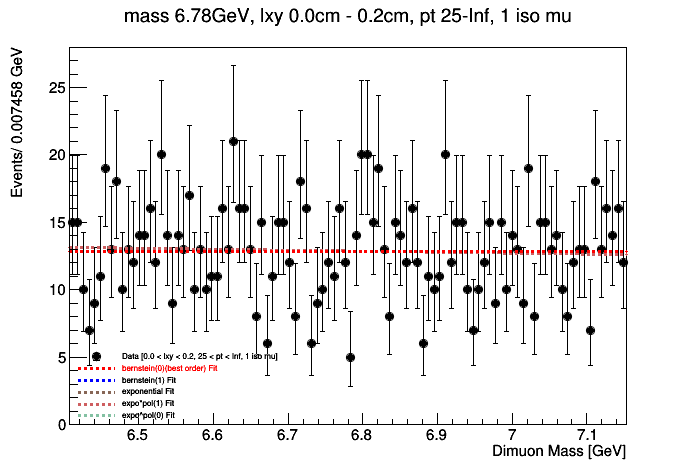 mass 6.78GeV, lxy 0.0cm - 0.2cm, pt 25-Inf, 1 iso mu
Events/ 0.007458 GeV
25
20
15
10
5
0
Data [0.0 < lxy < 0.2, 25 < pt < Inf, 1 iso mu]
bernstein(0)(best order) Fit
bernstein(1) Fit
exponential Fit
expo*pol(1) Fit
expo*pol(0) Fit
6.5 6.6 6.7 6.8 6.9 7 7.1
Dimuon Mass [GeV]